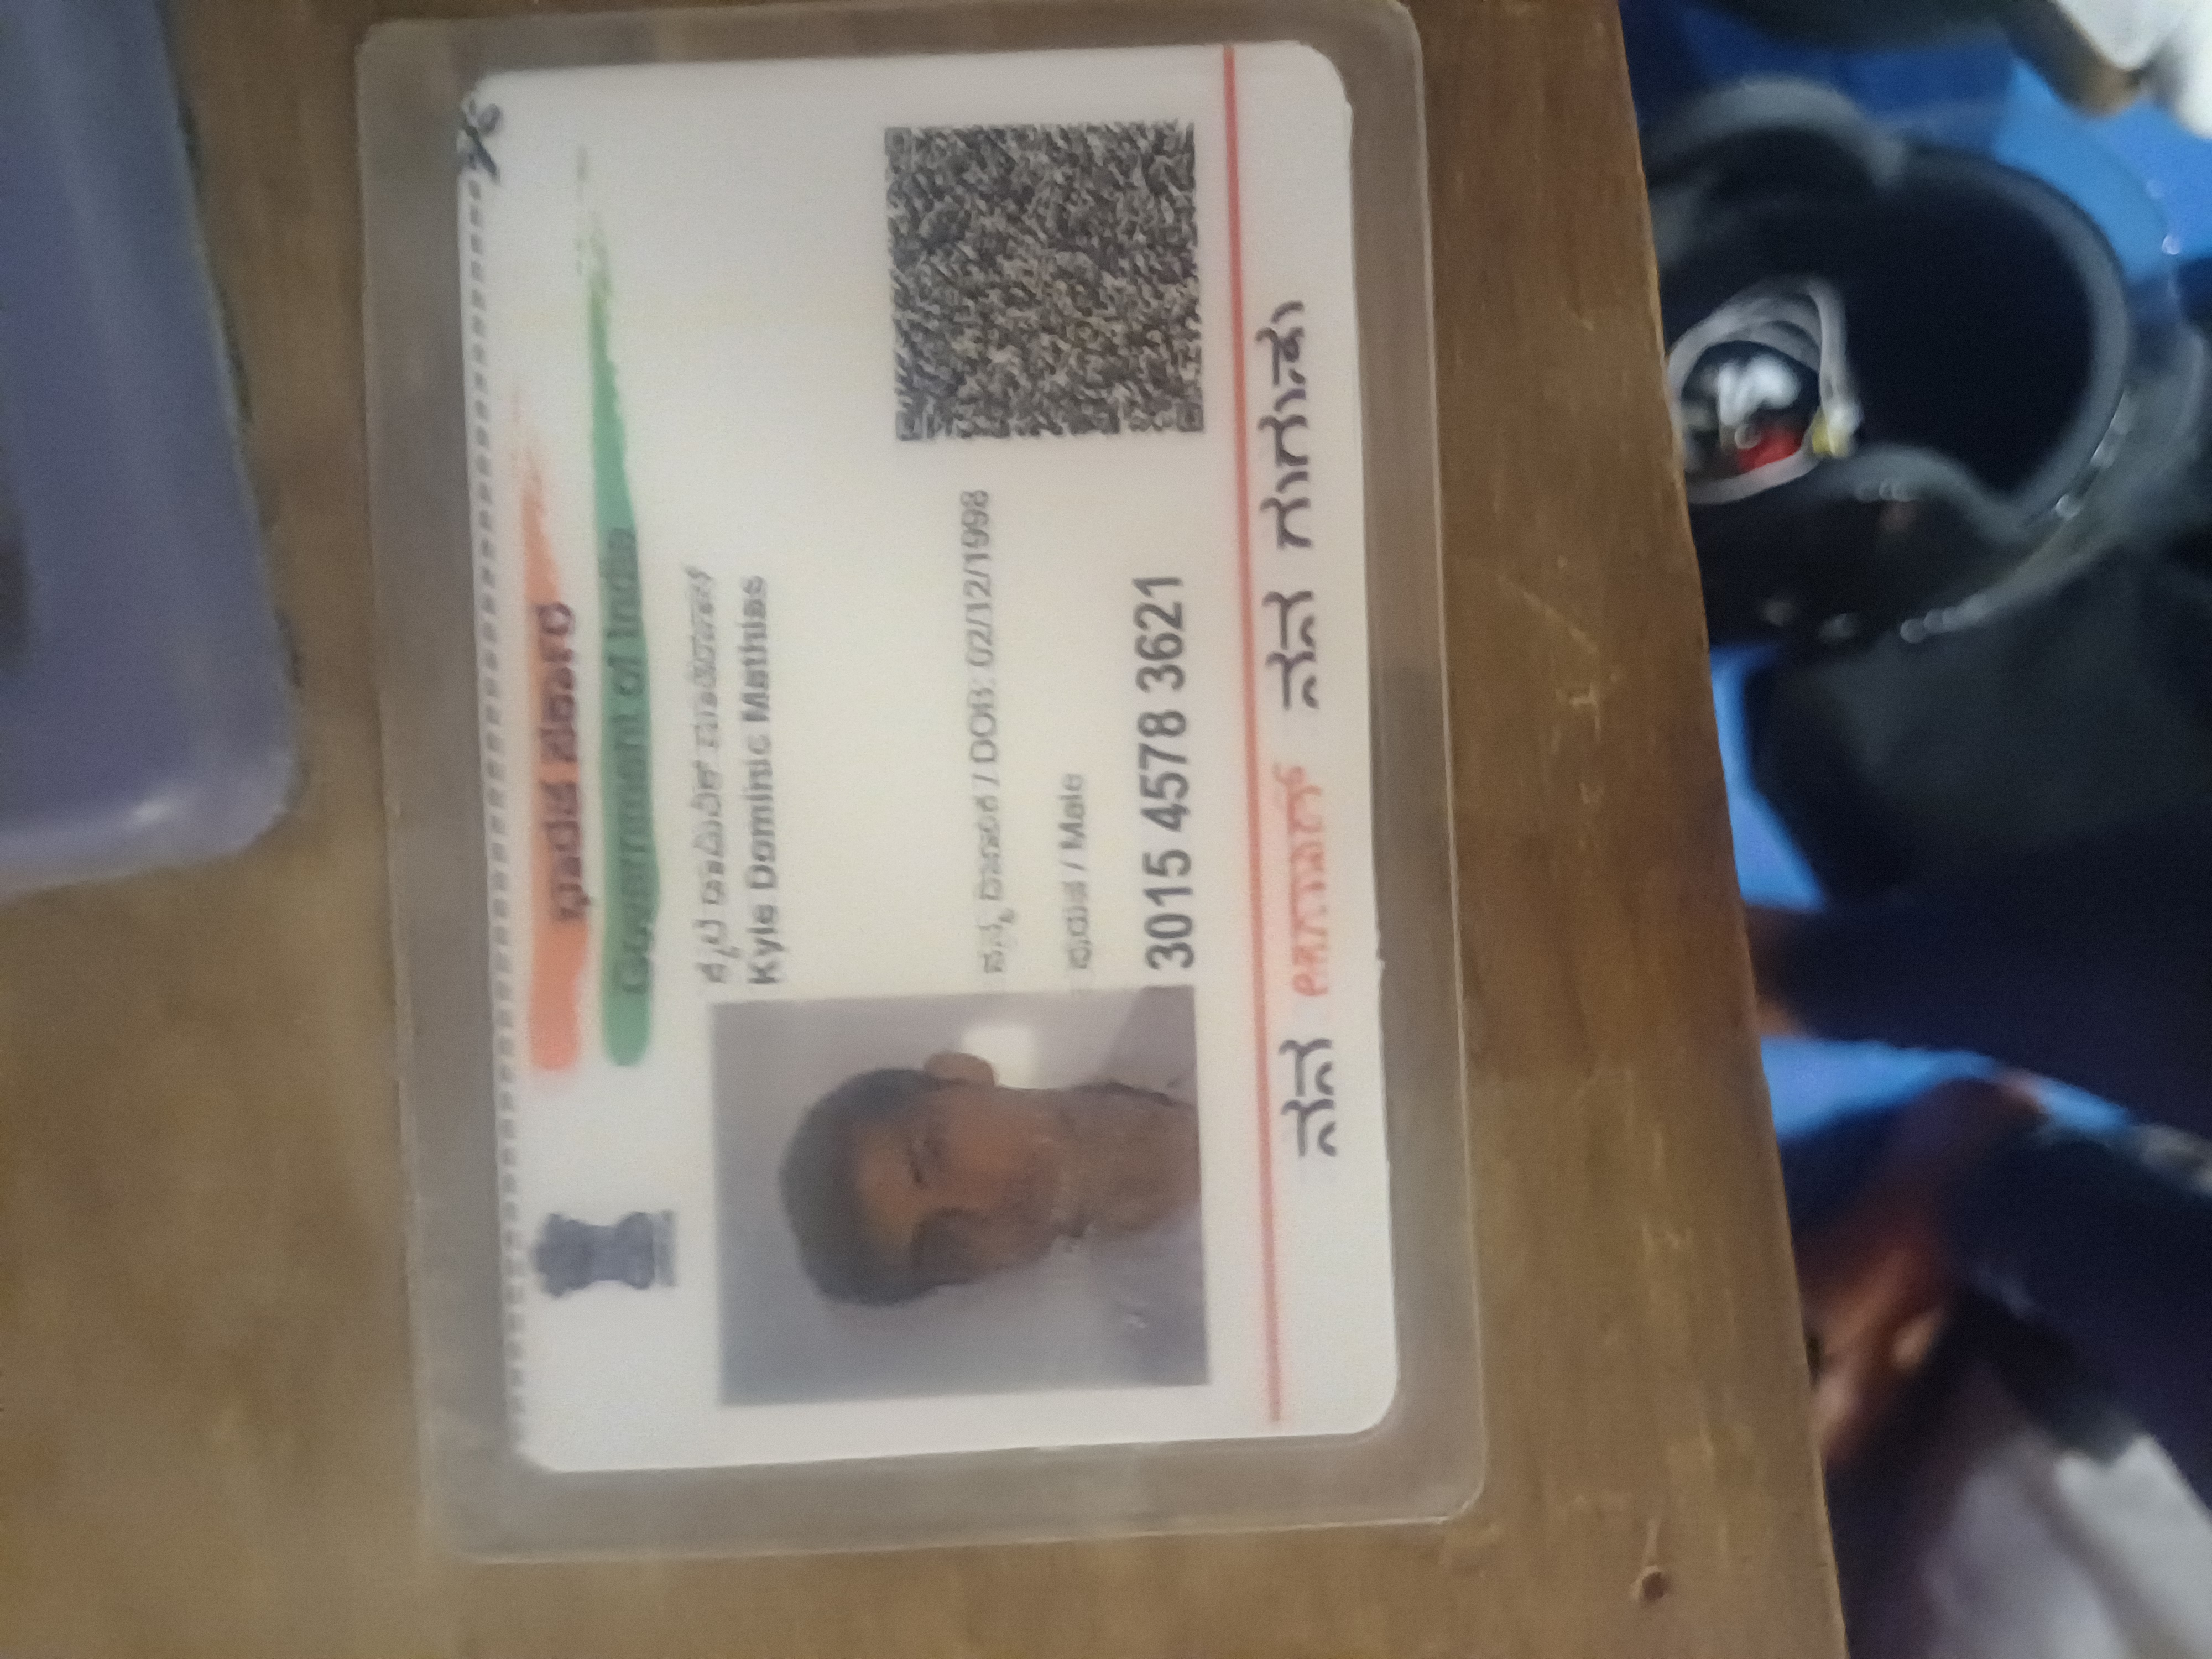 ಭಾರತ ಸರ್ಕಾರ
Government of India
Kyle Dominic Mathias
/ DOB: 02/12/1998
/ Male
3015 4578 3621
ನನ್ನ ಆಧಾರ್ ನನ್ನ ಗುರುತು